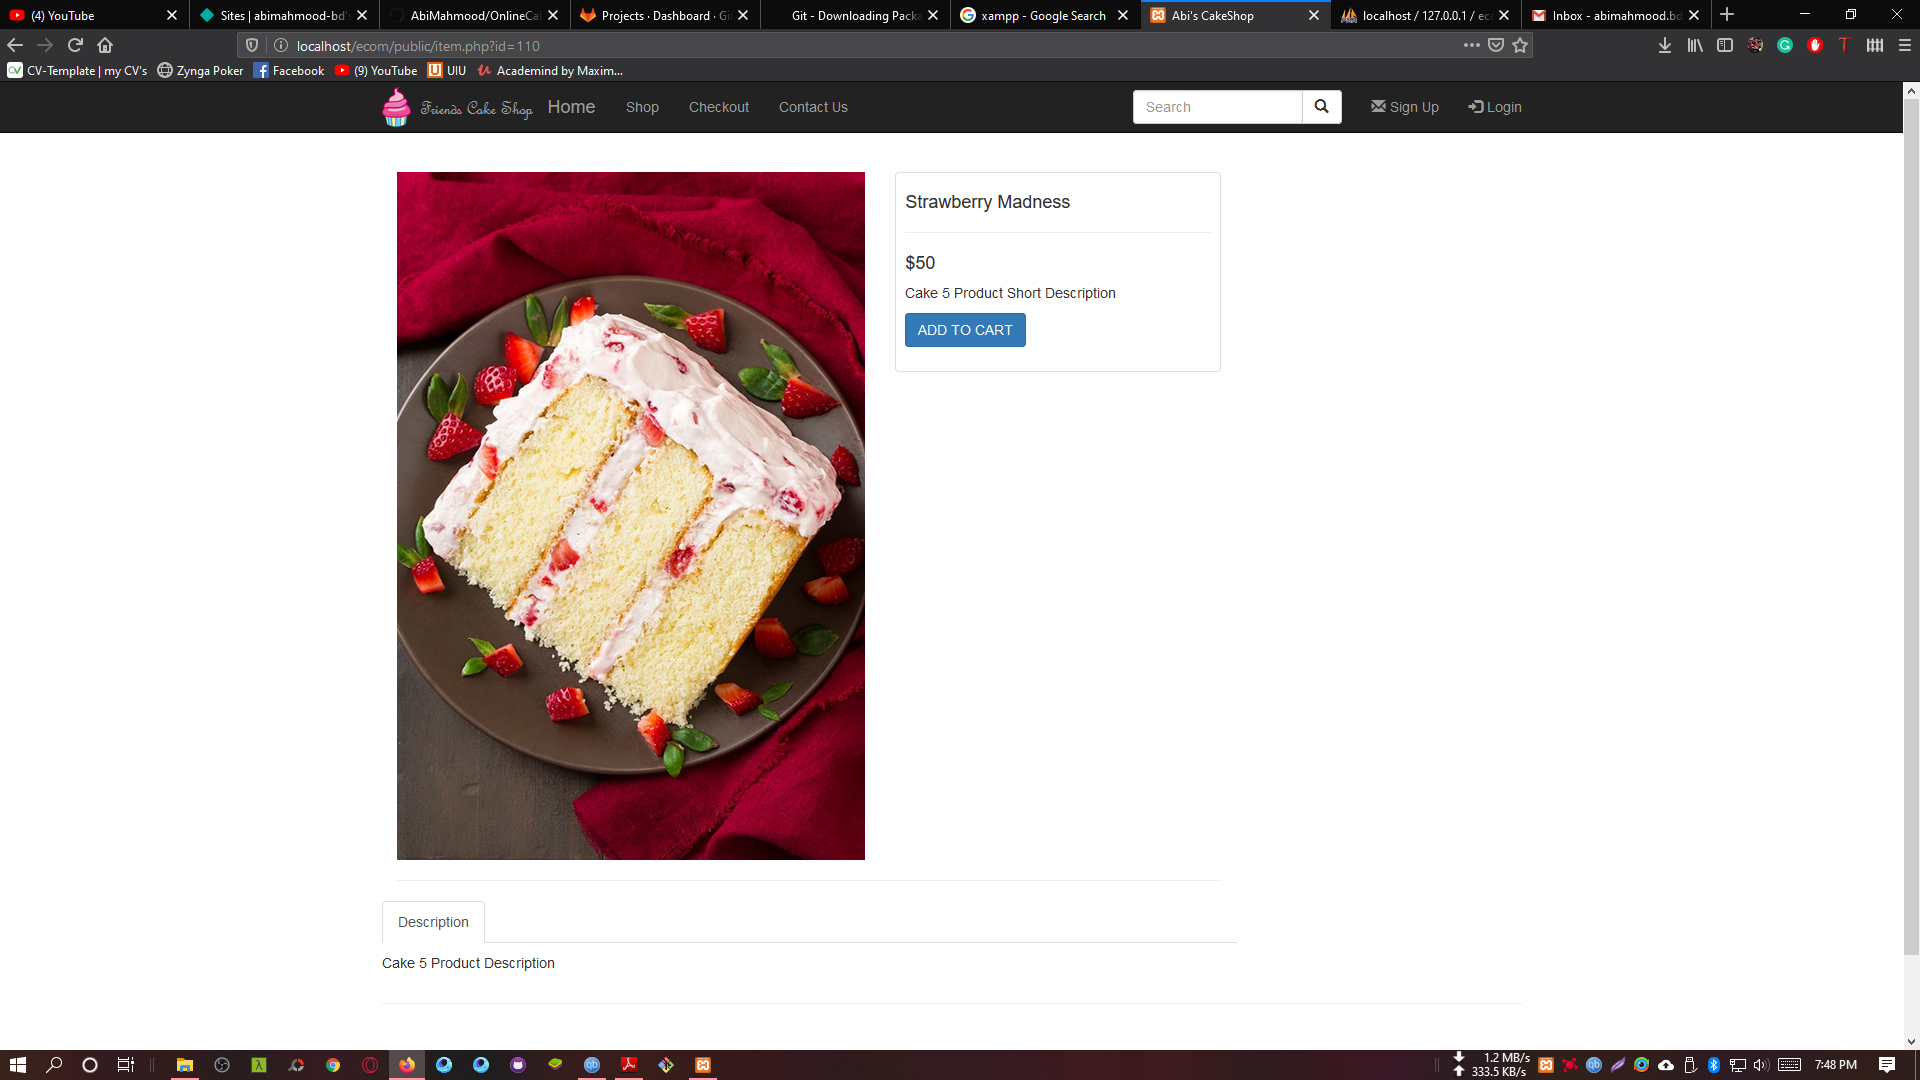 (4) YouTube
Sites | abimahmood-bd's
AbiMahmood/OnlineCak
Projects · Dashboard · Git
Git - Downloading Packa
xampp - Google Search
Abi's CakeShop
localhost / 127.0.0.1 / eco
Inbox - abimahmood.bd
localhost/ecom/public/item.php?id=110
CV-Template | my CV's
Zynga Poker
Facebook
(9) YouTube
UIU
Academind by Maxim...
Friends Cake Shop
Home
Shop
Checkout
Contact Us
Search
Sign Up
Login
Strawberry Madness
$50
Cake 5 Product Short Description
ADD TO CART
Description
Cake 5 Product Description
1.2 MB/s
333.5 KB/s
7:48 PM